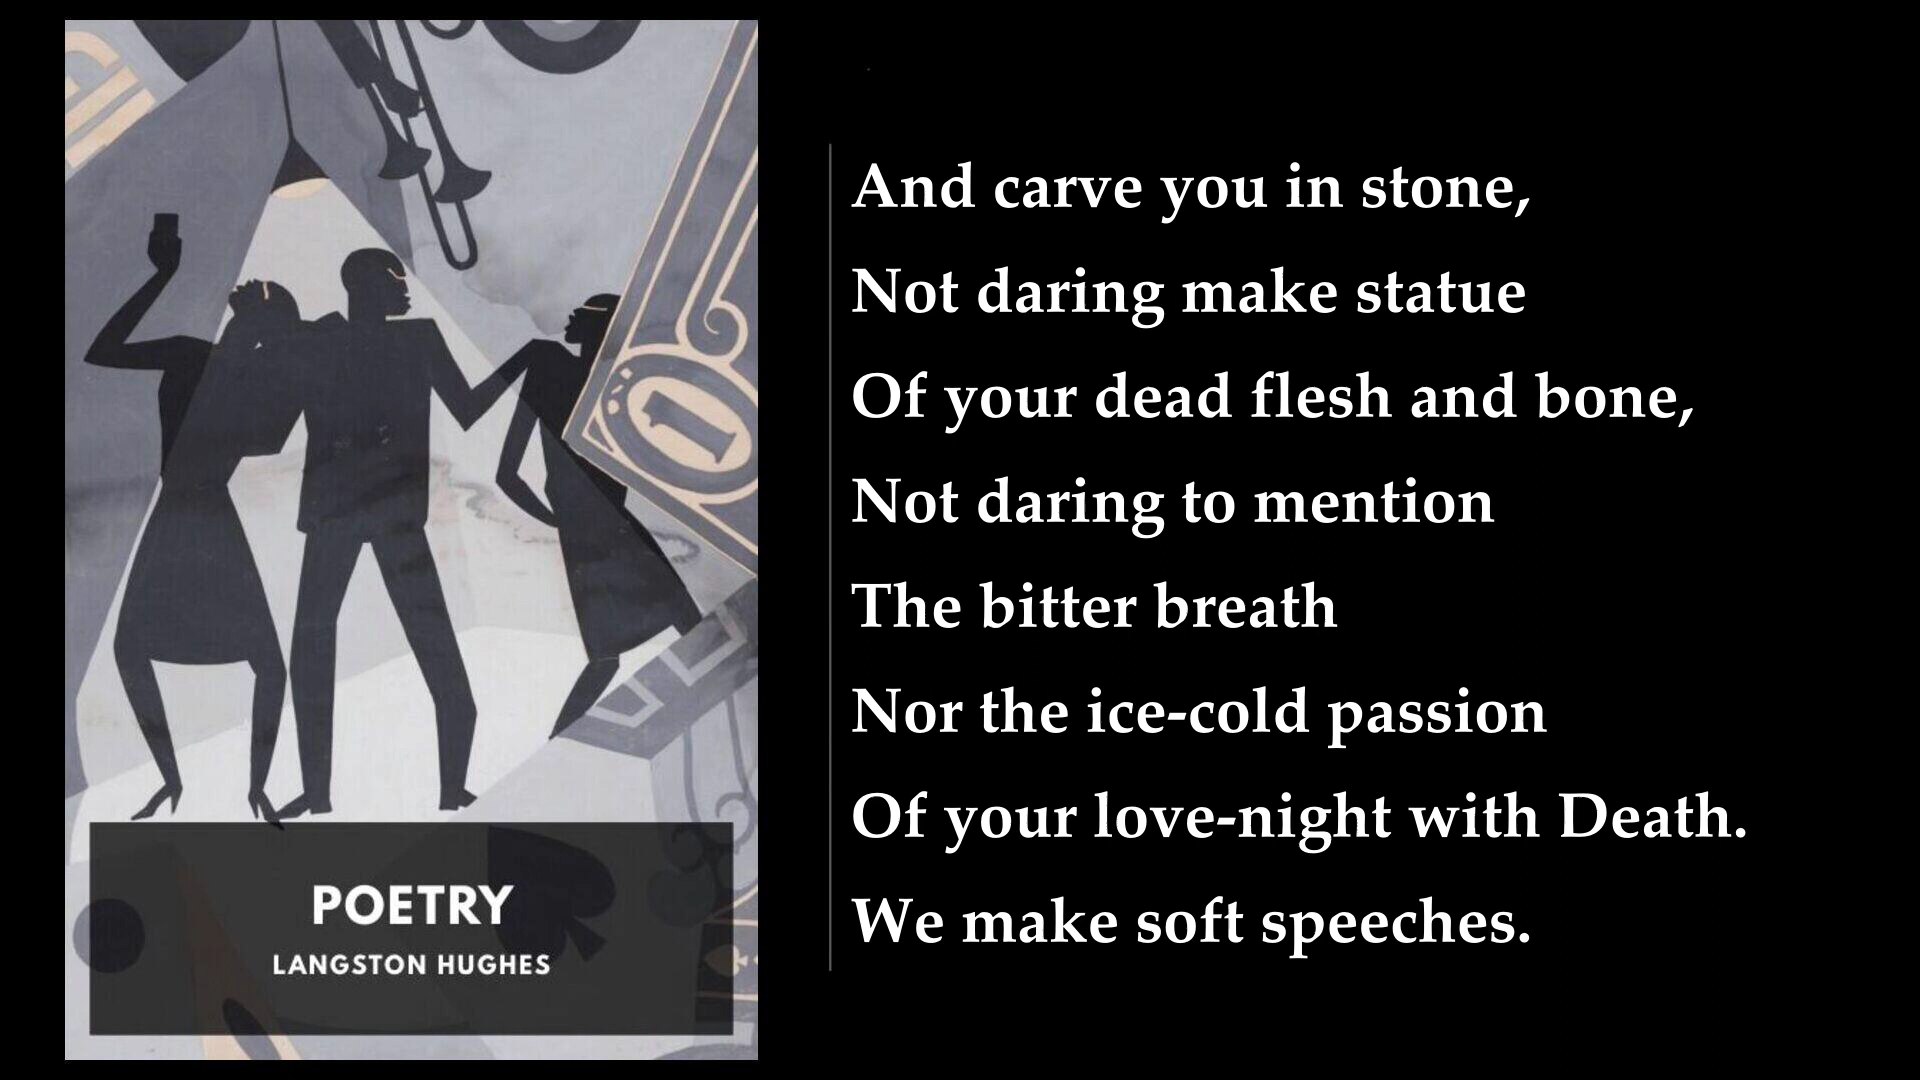 And carve you in stone,
Not daring make statue
Of your dead flesh and bone,
Not daring to mention
The bitter breath
Nor the ice-cold passion
Of your love-night with Death.
We make soft speeches.
1
POETRY
LANGSTON HUGHES